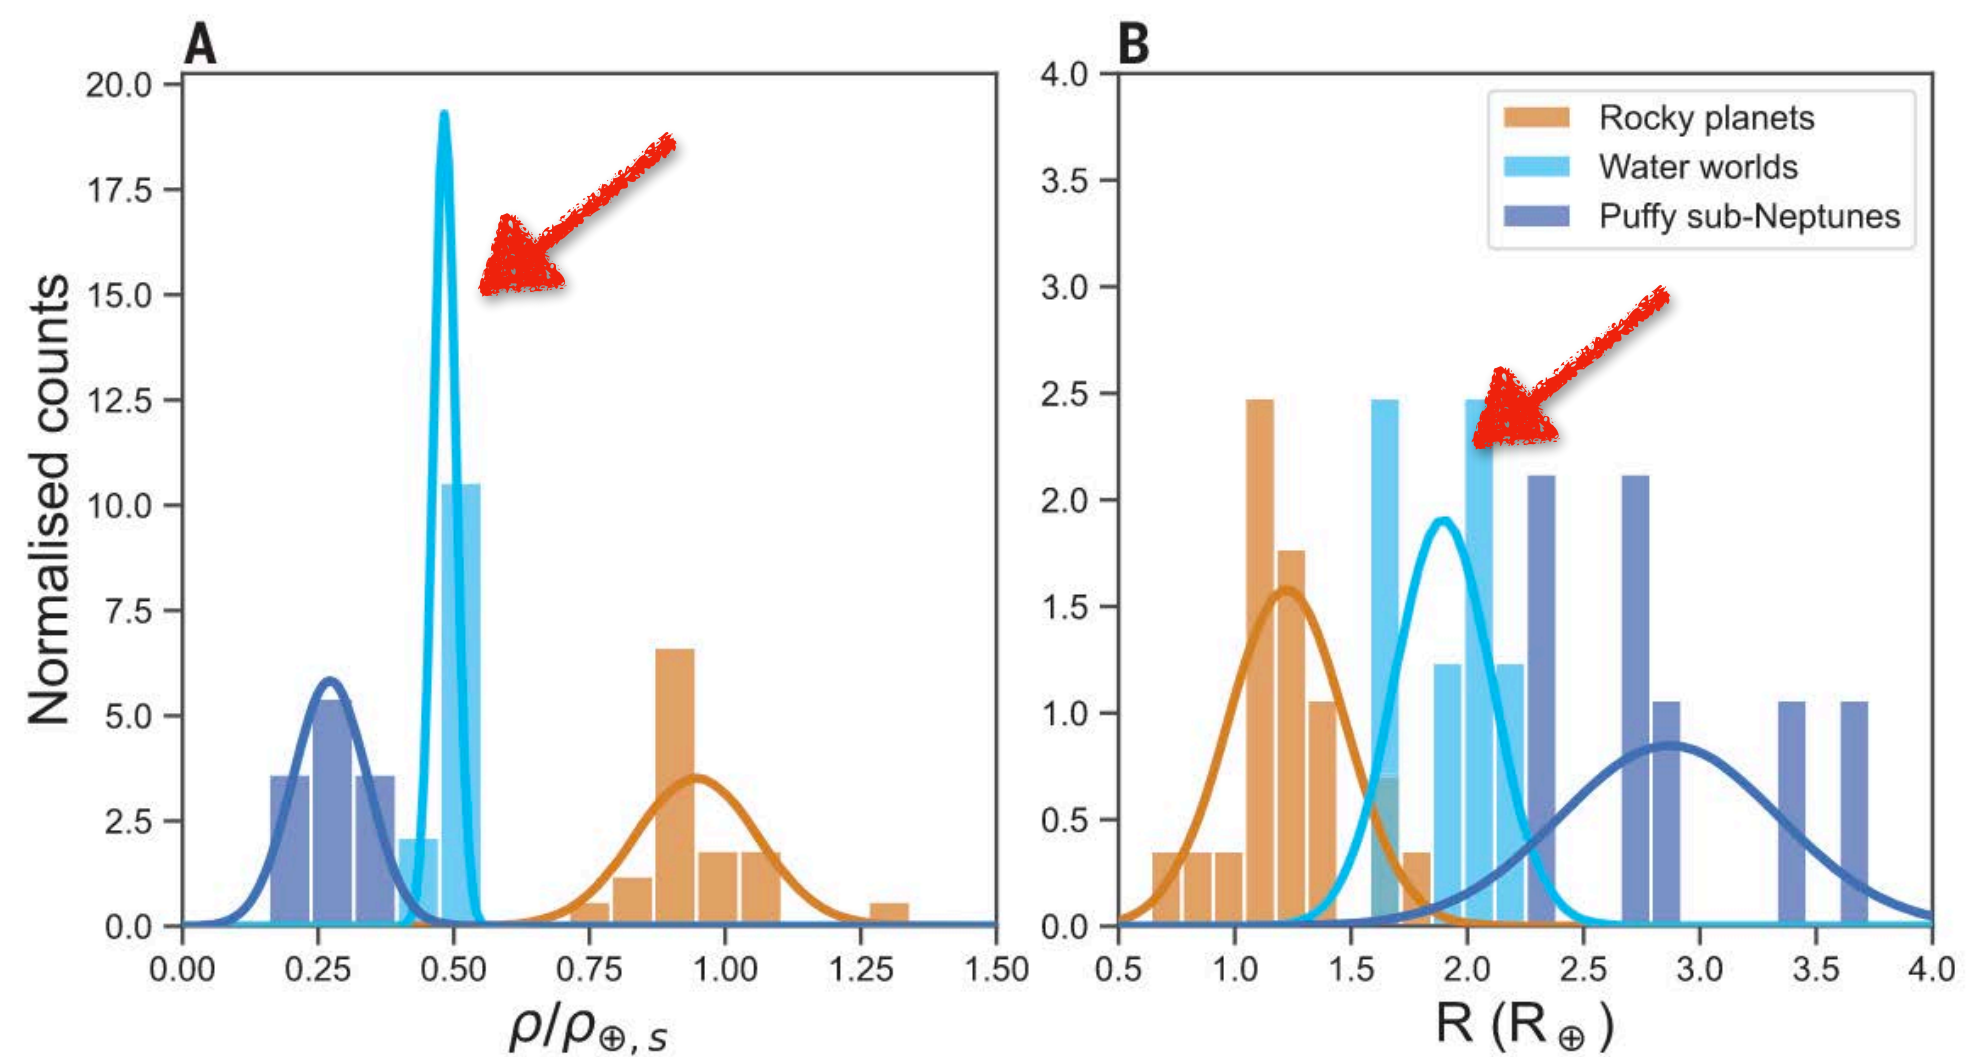 A
20.0
17.5
15.0
12.5
10.0
7.5
5.0
2.5
0.0
Normalised counts
0.00 0.25 0.50 0.75 1.00 1.25 1.50
ρ/ρ⊕, s
B
4.0
3.5
3.0
2.5
2.0
1.5
1.0
0.5
0.0
Rocky planets
Water worlds
Puffy sub-Neptunes
0.5 1.0 1.5 2.0 2.5 3.0 3.5 4.0
R (R⊕)